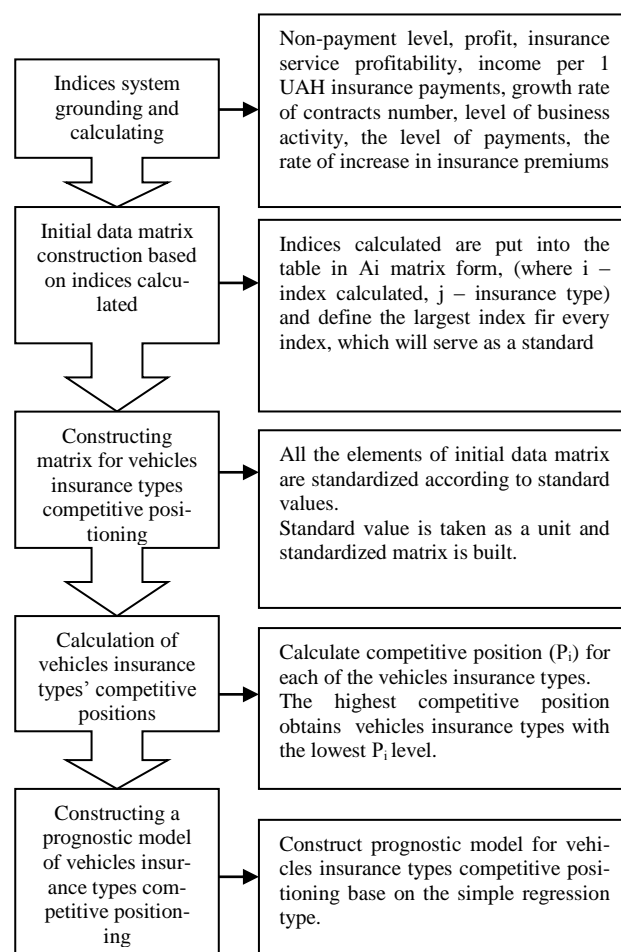 Indices system
grounding and
calculating
Non-payment level, profit, insurance
service profitability, income per 1
UAH insurance payments, growth rate
of contracts number, level of business
activity, the level of payments, the
rate of increase in insurance premiums
Initial data matrix
construction based
on indices calcu-
lated
Indices calculated are put into the
table in Ai matrix form, (where i –
index calculated, j – insurance type)
and define the largest index fir every
index, which will serve as a standard
Constructing
matrix for vehicles
insurance types
competitive posi-
tioning
All the elements of initial data matrix
are standardized according to standard
values.
Standard value is taken as a unit and
standardized matrix is built.
Calculation of
vehicles insurance
types’ competitive
positions
Calculate competitive position (Pi) for
each of the vehicles insurance types.
The highest competitive position
obtains vehicles insurance types with
the lowest Pi level.
Constructing a
prognostic model
of vehicles insur-
ance types com-
petitive position-
ing
Construct prognostic model for vehi-
cles insurance types competitive posi-
tioning base on the simple regression
type.